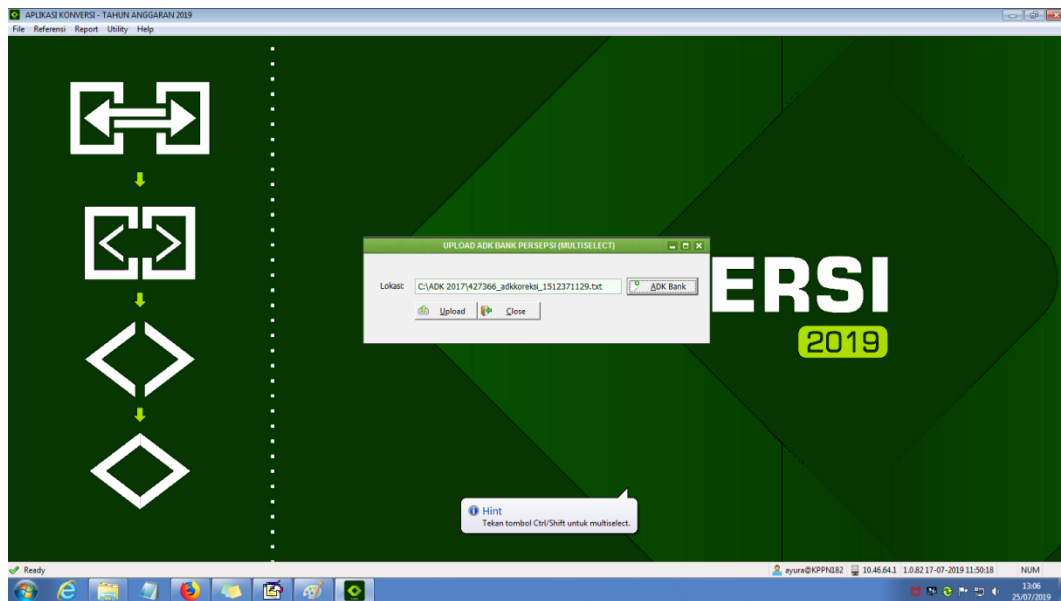 APLIKASI KONVERSI - TAHUN ANGGARAN 2019
File Referensi Report Utility Help
UPLOAD ADK BANK PERSEPSI (MULTISELECT)
Lokasi: C:\ADK 2017\427366_adkkoreksi_1512371129.txt ADK Bank
Upload Close
ERSI
2019
Hint
Tekan tombol Ctrl/Shift untuk multiselect.
Ready ayura@KPPN182 10.46.64.1 1.0.82 17-07-2019 11:50:18 NUM
13:06
25/07/2019